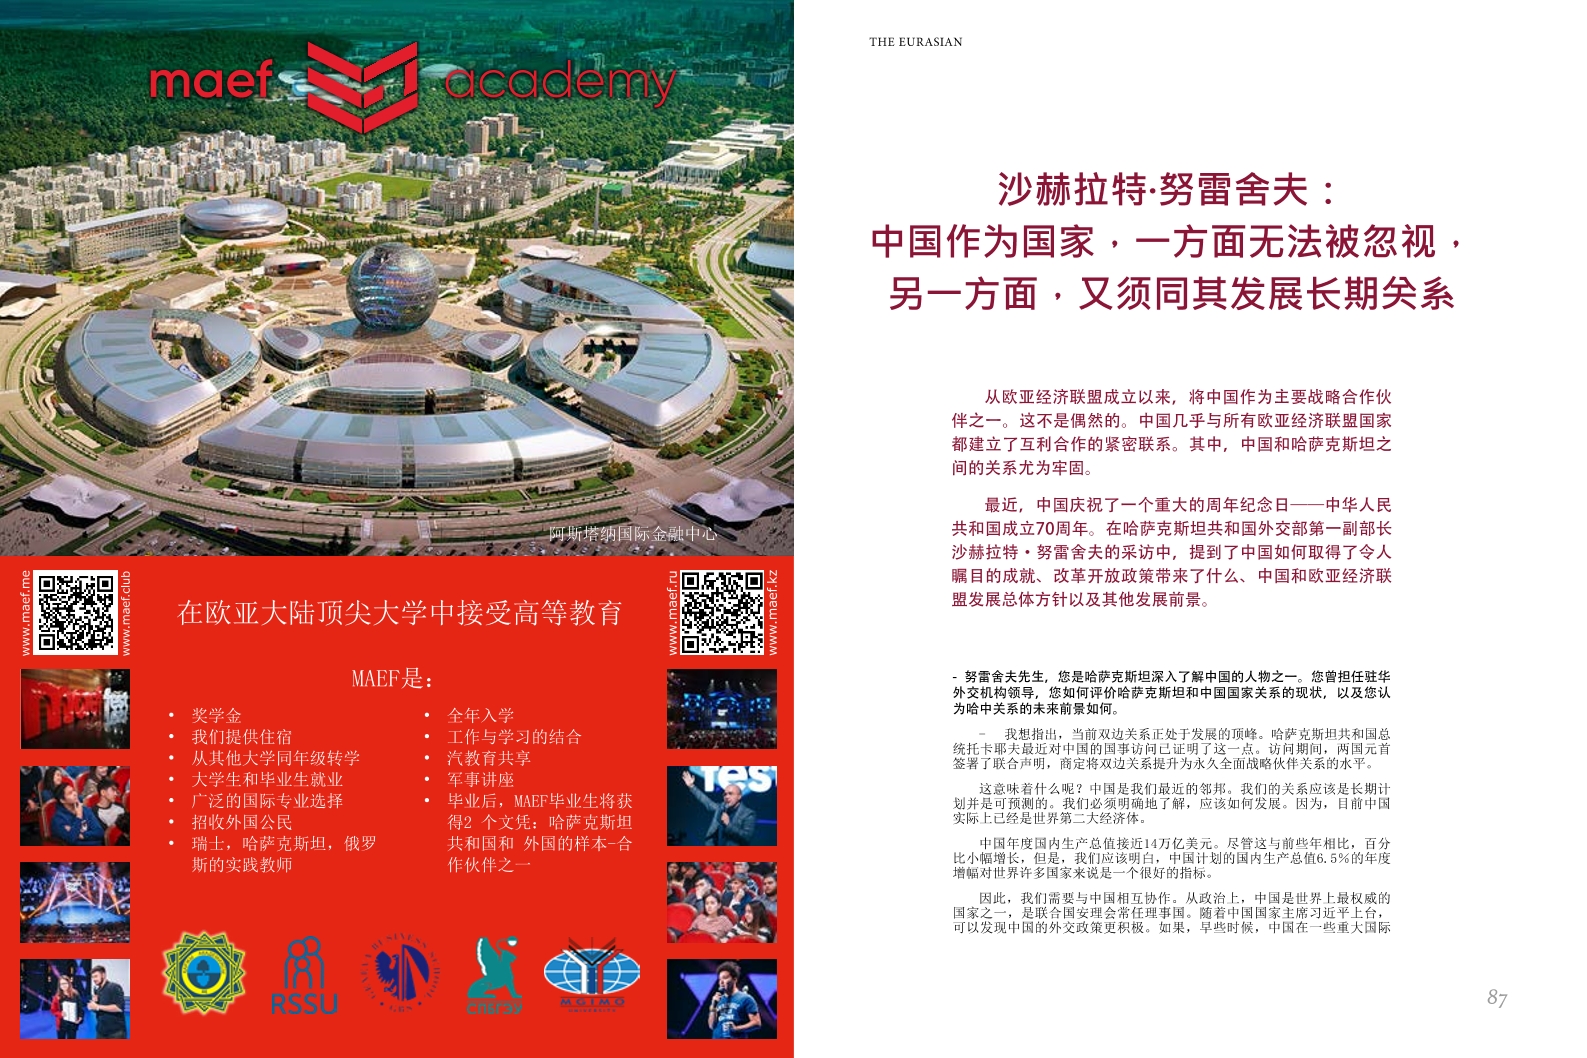 maef academy
阿斯塔纳国际金融中心
www.maef.me
www.maef.club
www.maef.ru
www.maef.kz
在欧亚大陆顶尖大学中接受高等教育
MAEF是：
• 奖学金
• 我们提供住宿
• 从其他大学同年级转学
• 大学生和毕业生就业
• 广泛的国际专业选择
• 招收外国公民
• 瑞士，哈萨克斯坦，俄罗
斯的实践教师
• 全年入学
• 工作与学习的结合
• 汽教育共享
• 军事讲座
• 毕业后，MAEF毕业生将获
得2 个文凭：哈萨克斯坦
共和国和 外国的样本-合
作伙伴之一
RSSU
СПбГЭУ
MGIMO
UNIVERSITY
THE EURASIAN
沙赫拉特·努雷舍夫：
中国作为国家，一方面无法被忽视，
另一方面，又须同其发展长期关系
从欧亚经济联盟成立以来，将中国作为主要战略合作伙
伴之一。这不是偶然的。中国几乎与所有欧亚经济联盟国家
都建立了互利合作的紧密联系。其中，中国和哈萨克斯坦之
间的关系尤为牢固。
最近，中国庆祝了一个重大的周年纪念日——中华人民
共和国成立70周年。在哈萨克斯坦共和国外交部第一副部长
沙赫拉特·努雷舍夫的采访中，提到了中国如何取得了令人
瞩目的成就、改革开放政策带来了什么、中国和欧亚经济联
盟发展总体方针以及其他发展前景。
- 努雷舍夫先生，您是哈萨克斯坦深入了解中国的人物之一。您曾担任驻华
外交机构领导，您如何评价哈萨克斯坦和中国国家关系的现状，以及您认
为哈中关系的未来前景如何。
– 我想指出，当前双边关系正处于发展的顶峰。哈萨克斯坦共和国总
统托卡耶夫最近对中国的国事访问已证明了这一点。访问期间，两国元首
签署了联合声明，商定将双边关系提升为永久全面战略伙伴关系的水平。
这意味着什么呢？中国是我们最近的邻邦。我们的关系应该是长期计
划并是可预测的。我们必须明确地了解，应该如何发展。因为，目前中国
实际上已经是世界第二大经济体。
中国年度国内生产总值接近14万亿美元。尽管这与前些年相比，百分
比小幅增长，但是，我们应该明白，中国计划的国内生产总值6.5%的年度
增幅对世界许多国家来说是一个很好的指标。
因此，我们需要与中国相互协作。从政治上，中国是世界上最权威的
国家之一，是联合国安理会常任理事国。随着中国国家主席习近平上台，
可以发现中国的外交政策更积极。如果，早些时候，中国在一些重大国际
87